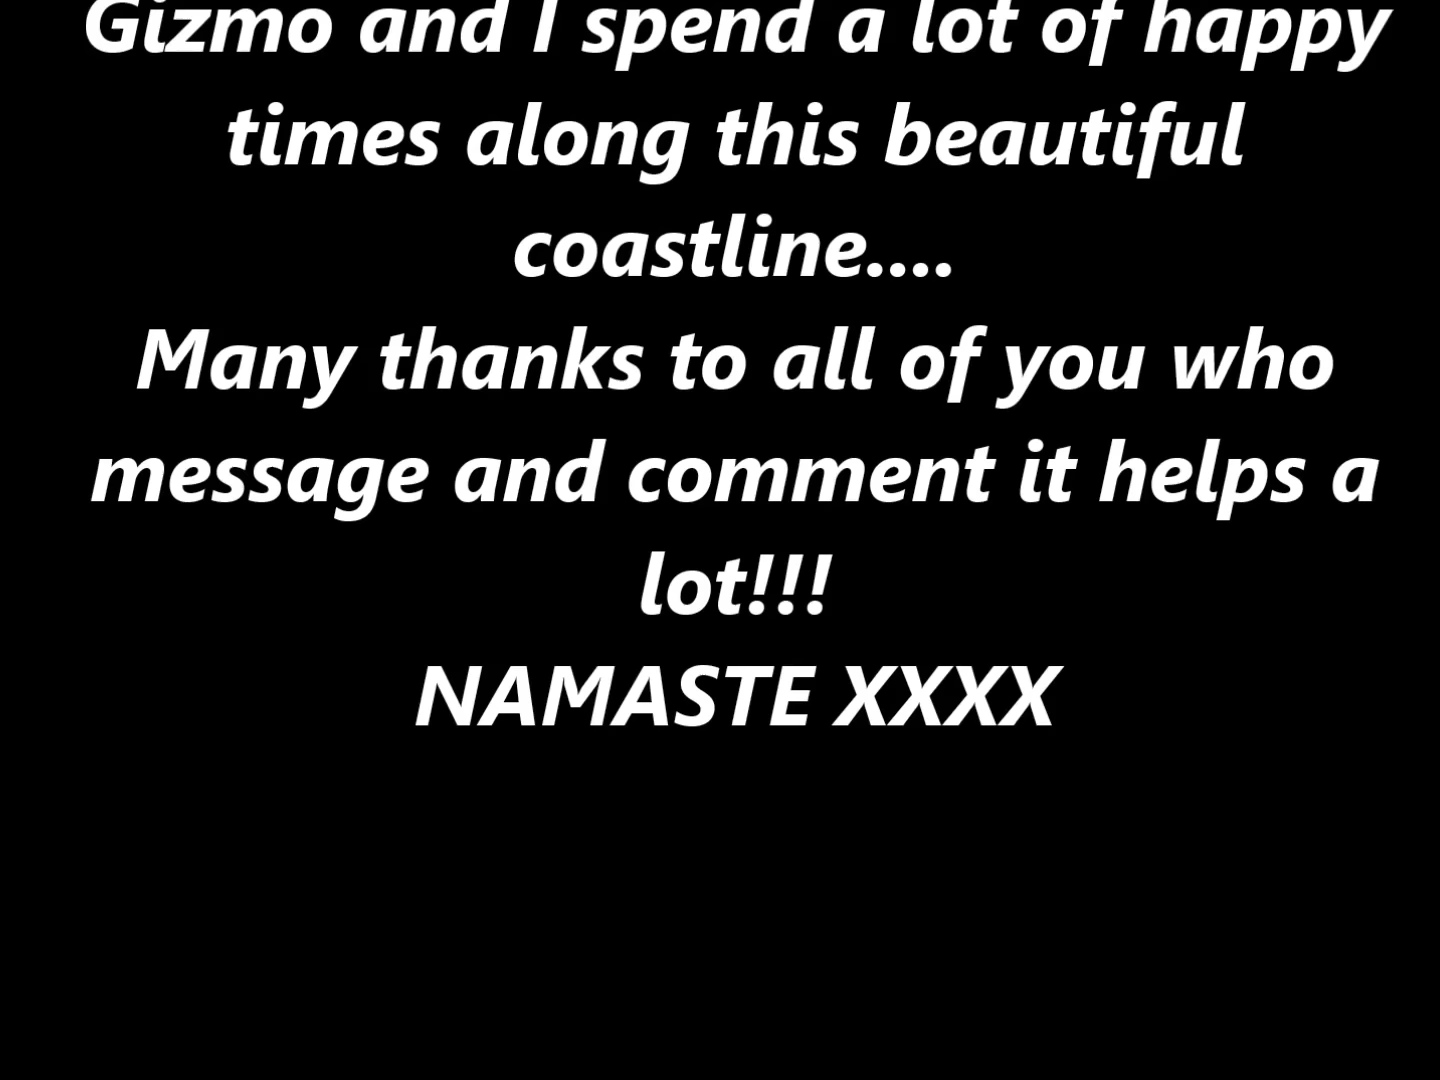 Gizmo and I spend a lot of happy
times along this beautiful
coastline....
Many thanks to all of you who
message and comment it helps a
lot!!!
NAMASTE XXXX